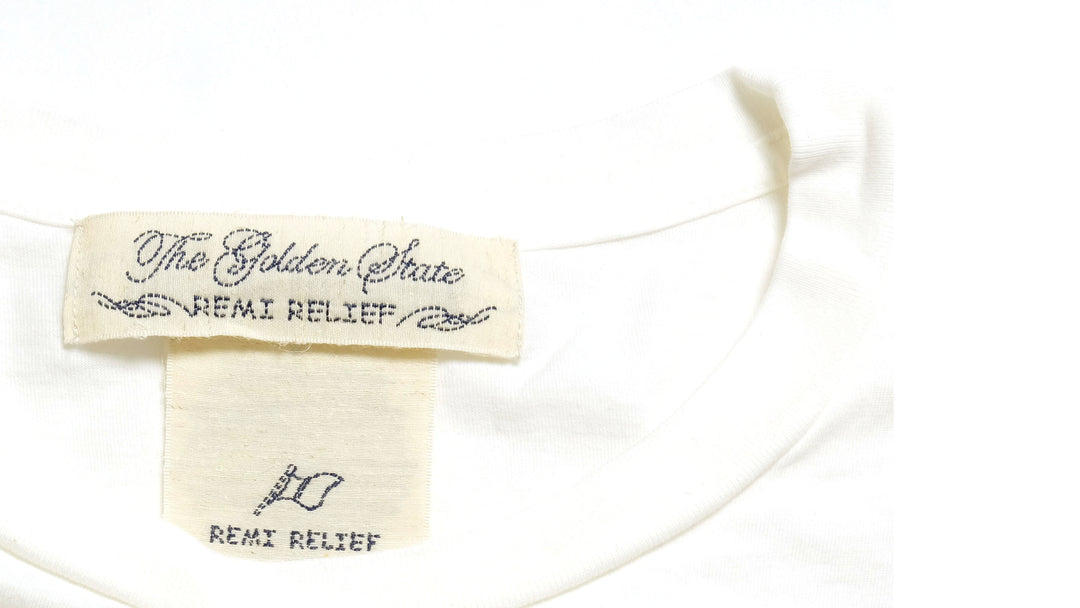 The Golden State
REMI RELIEF
REMI RELIEF